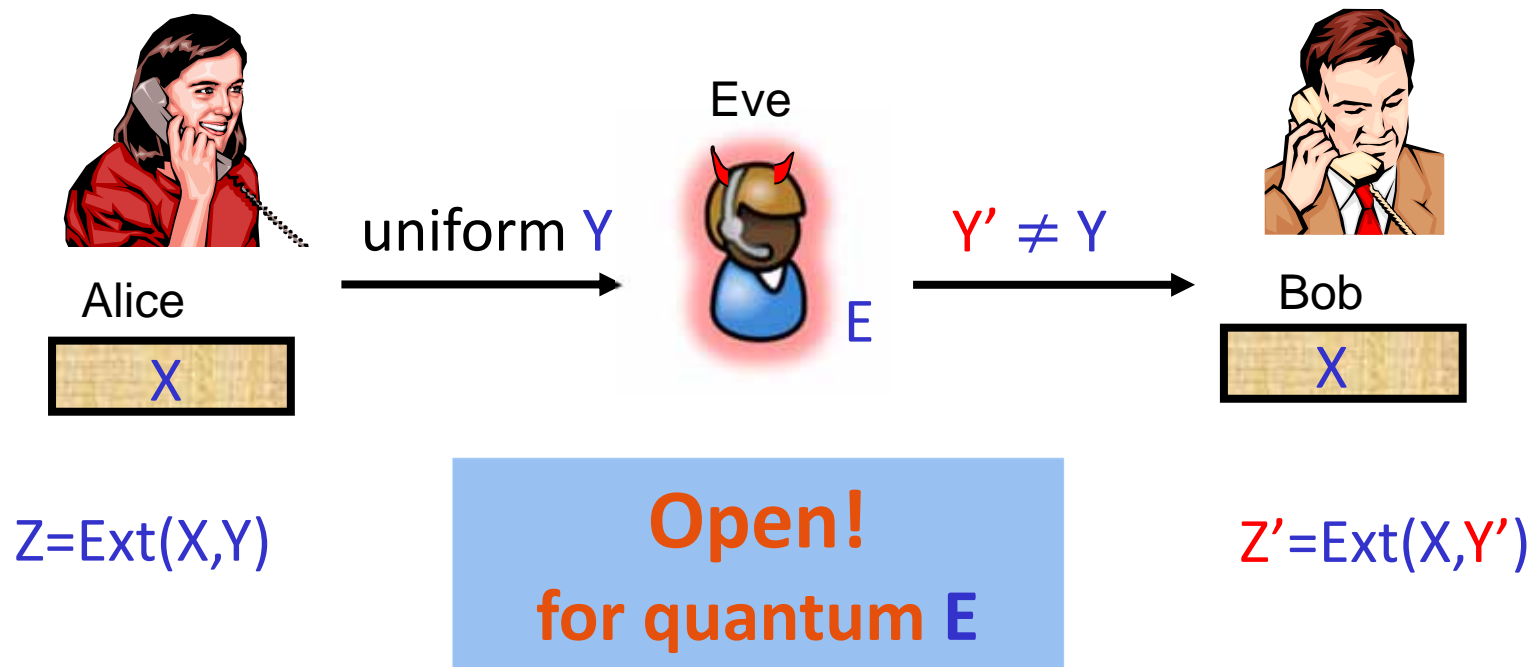 Eve
uniform Y
Y’ ≠ Y
Alice
E
Bob
X
X
Z=Ext(X,Y)
Open!
for quantum E
Z’=Ext(X,Y’)